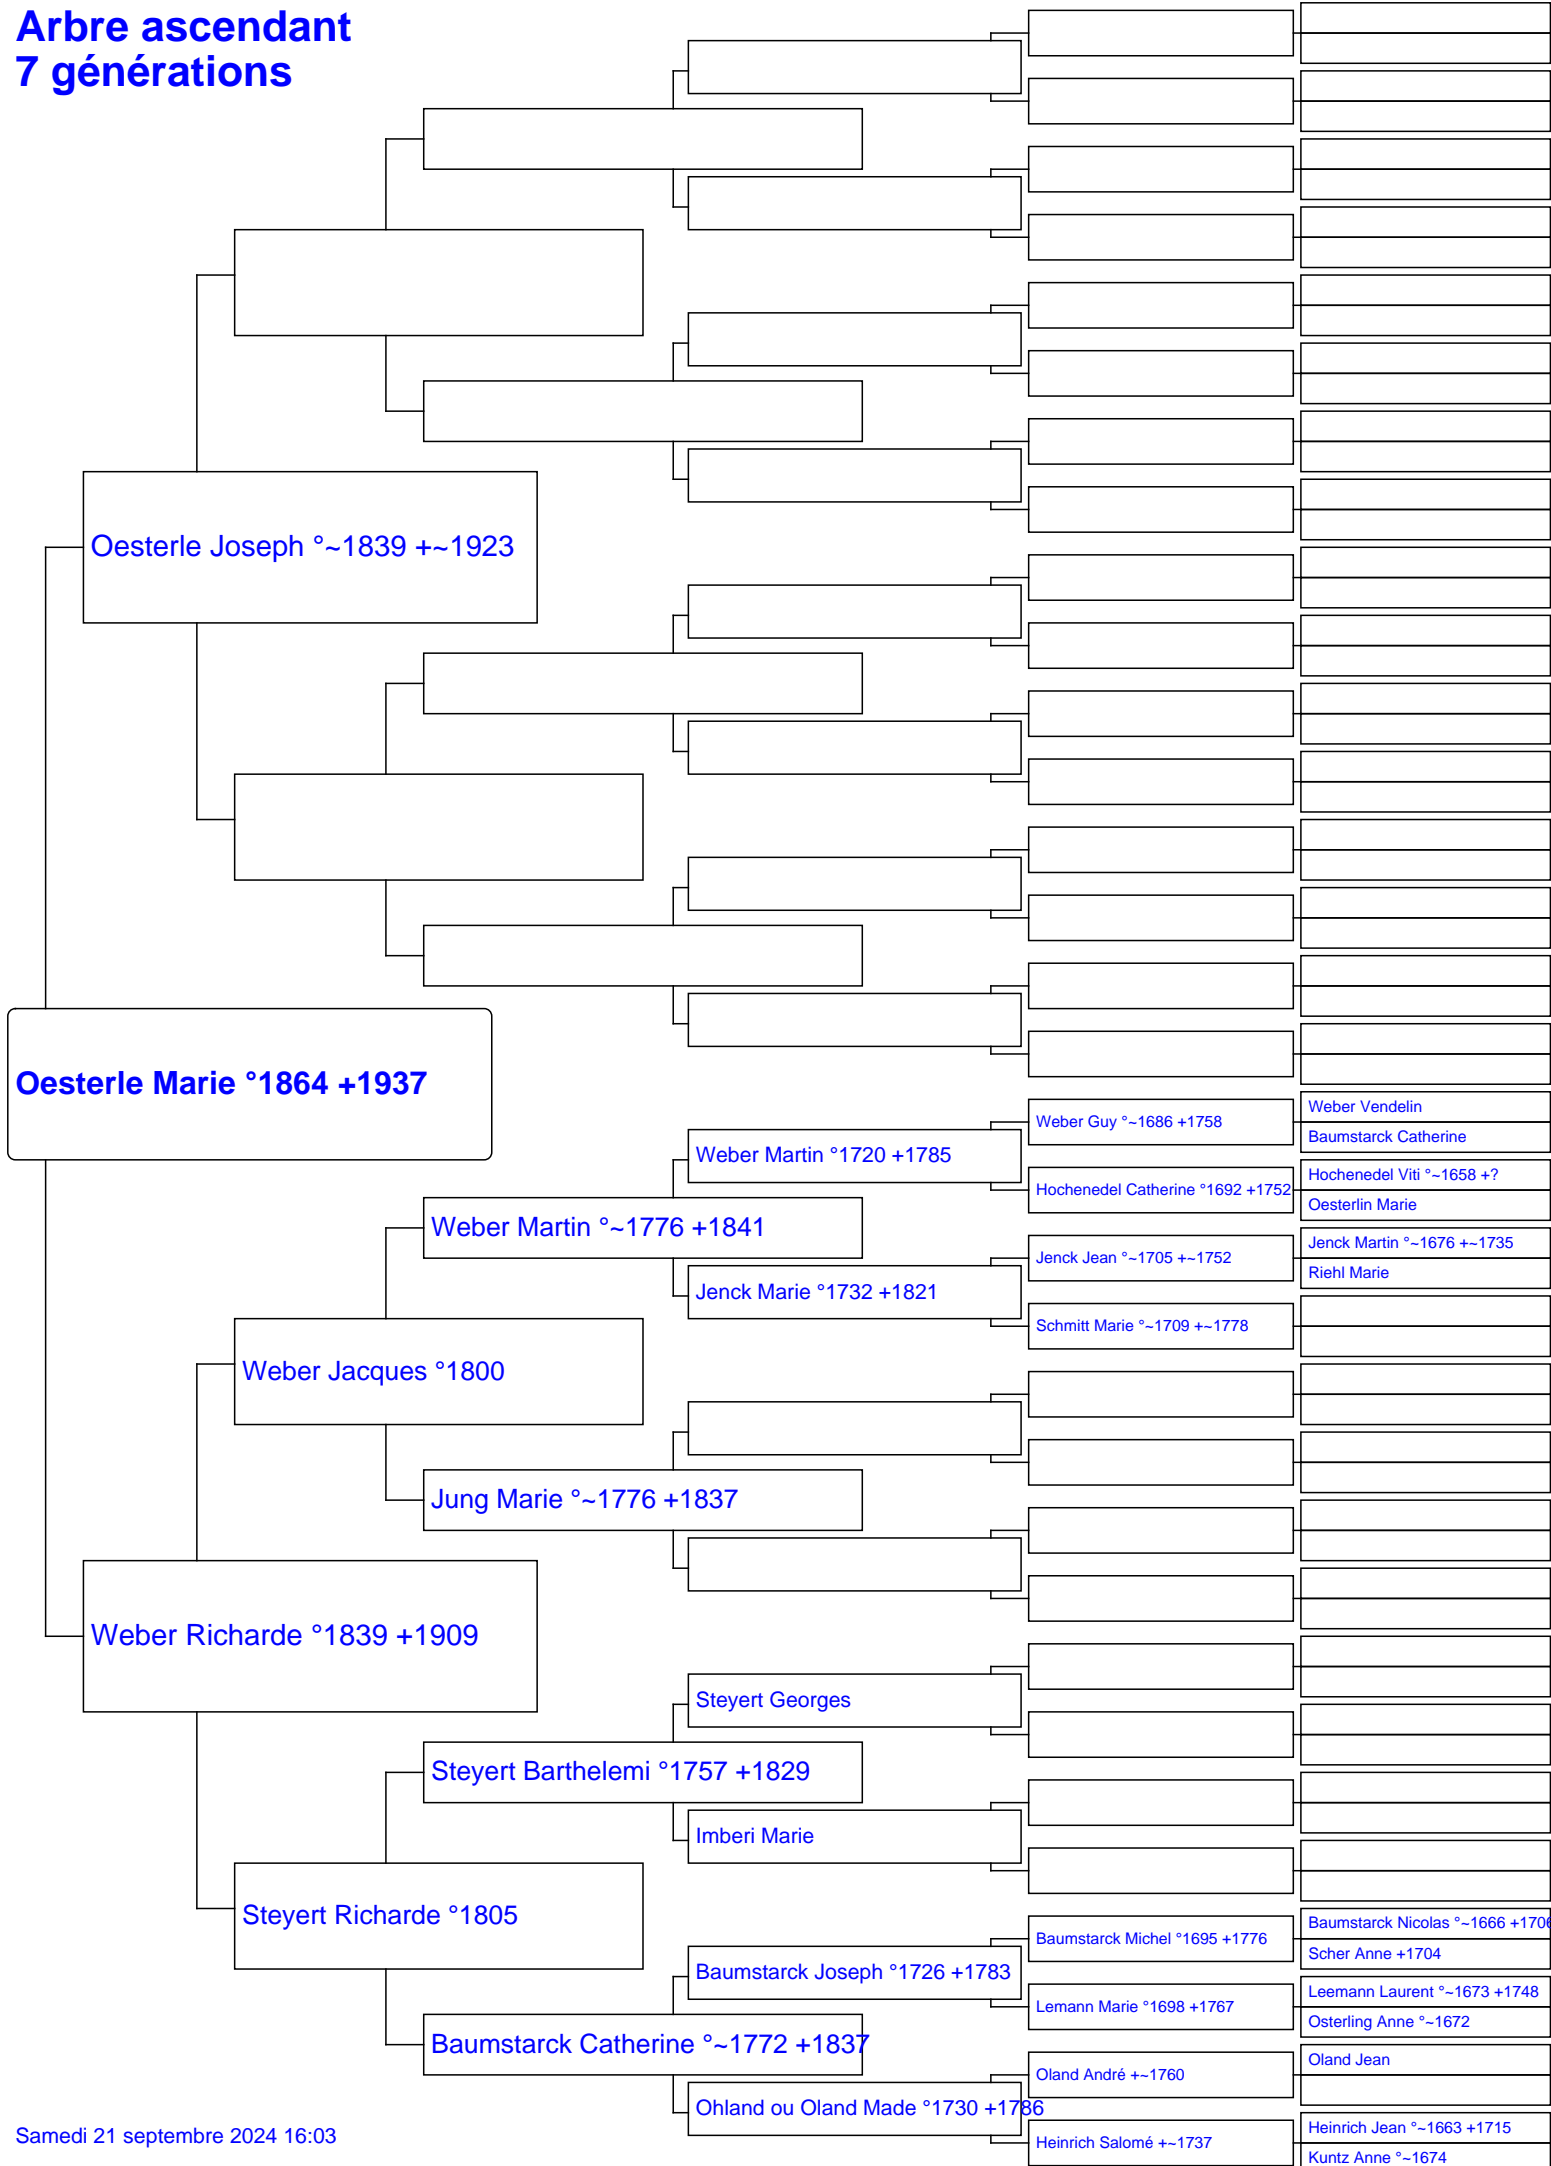 Arbre ascendant
7 générations
Oesterle Joseph °~1839 +~1923
Oesterle Marie °1864 +1937
Weber Vendelin
Weber Guy °~1686 +1758
Baumstarck Catherine
Weber Martin °1720 +1785
Hochenedel Viti °~1658 +?
Hochenedel Catherine °1692 +1752
Oesterlin Marie
Weber Martin °~1776 +1841
Jenck Martin °~1676 +~1735
Jenck Jean °~1705 +~1752
Riehl Marie
Jenck Marie °1732 +1821
Schmitt Marie °~1709 +~1778
Weber Jacques °1800
Jung Marie °~1776 +1837
Weber Richarde °1839 +1909
Steyert Georges
Steyert Barthelemi °1757 +1829
Imberi Marie
Steyert Richarde °1805
Baumstarck Nicolas °~1666 +1706
Baumstarck Michel °1695 +1776
Scher Anne +1704
Baumstarck Joseph °1726 +1783
Leemann Laurent °~1673 +1748
Lemann Marie °1698 +1767
Osterling Anne °~1672
Baumstarck Catherine °~1772 +1837
Oland Jean
Oland André +~1760
Ohland ou Oland Made °1730 +1786
Heinrich Jean °~1663 +1715
Heinrich Salomé +~1737
Kuntz Anne °~1674
Samedi 21 septembre 2024 16:03